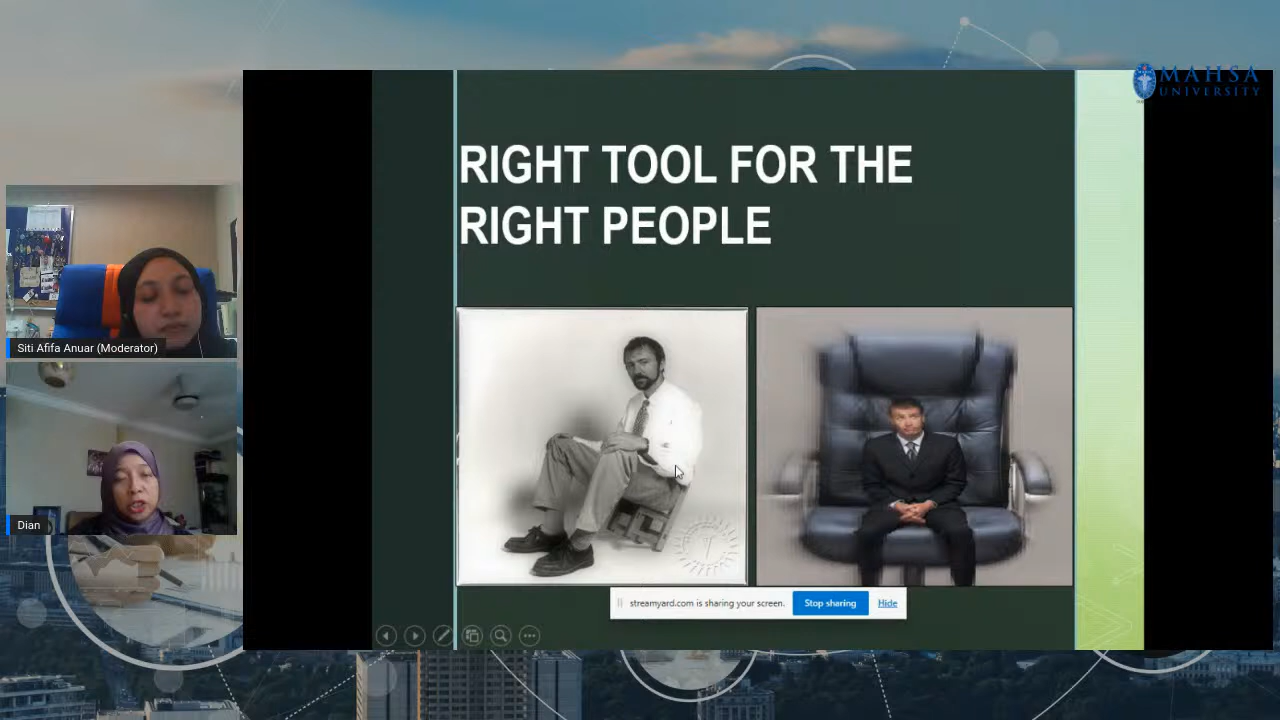 MAHSA
UNIVERSITY
RIGHT TOOL FOR THE
RIGHT PEOPLE
Siti Afifa Anuar (Moderator)
Dian
streamyard.com is sharing your screen.
Stop sharing
Hide